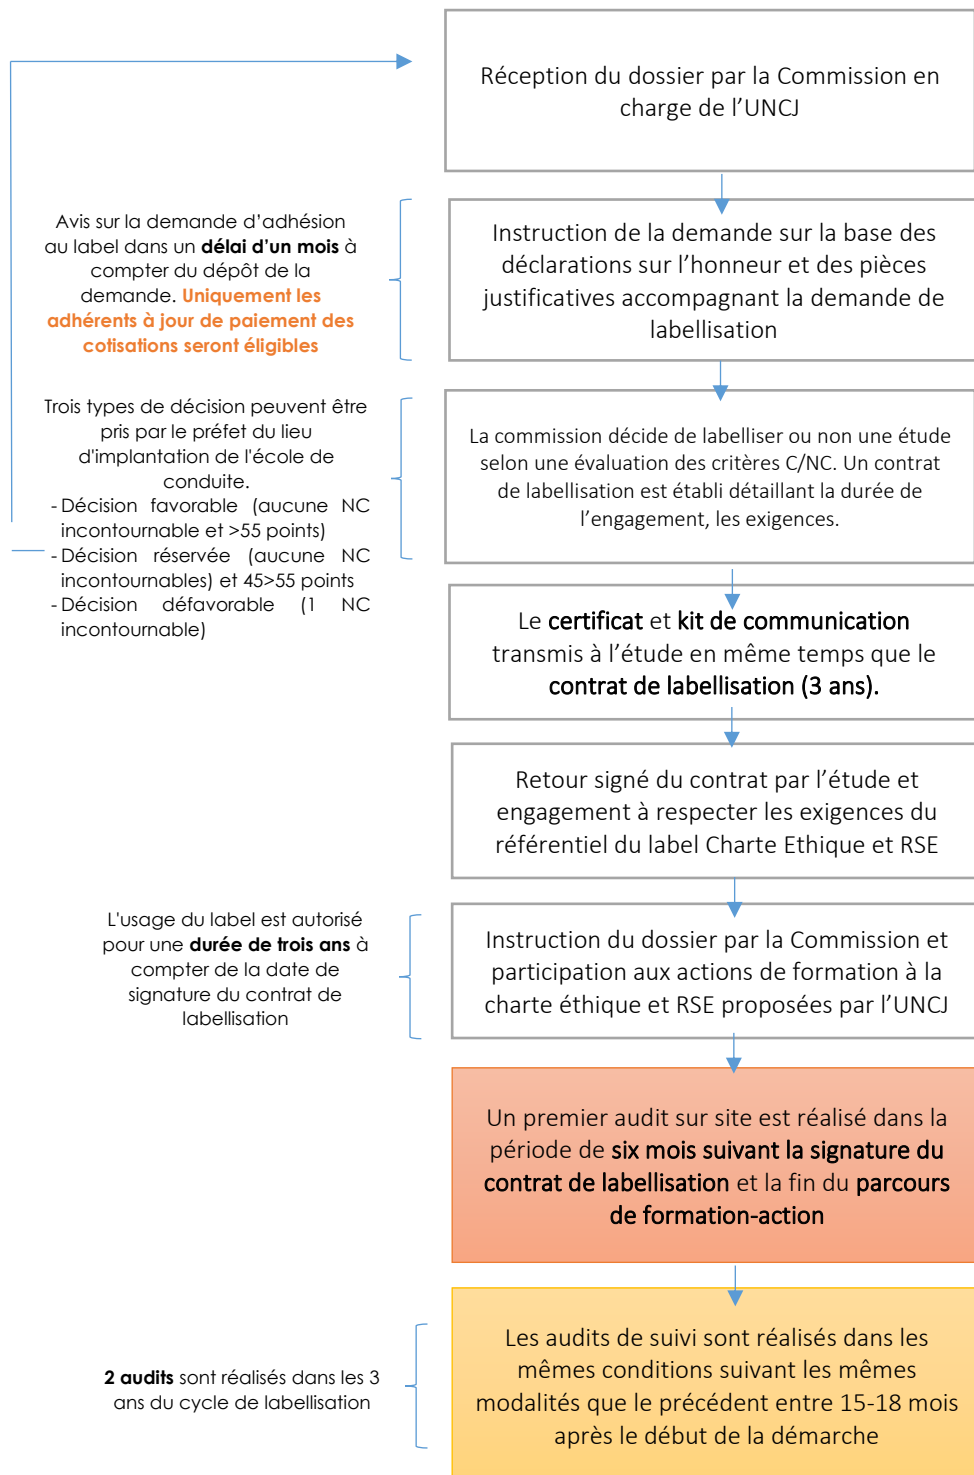 Réception du dossier par la Commission en
charge de l'UNCJ
Avis sur la demande d'adhésion
au label dans un délai d'un mois à
compter du dépôt de la
demande. Uniquement les
adhérents à jour de paiement des
cotisations seront éligibles
Instruction de la demande sur la base des
déclarations sur l'honneur et des pièces
justificatives accompagnant la demande de
labellisation
Trois types de décision peuvent être
pris par le préfet du lieu
d'implantation de l'école de
conduite.
- Décision favorable (aucune NC
incontournable et >55 points)
- Décision réservée (aucune NC
incontournables) et 45>55 points
- Décision défavorable (1 NC
incontournable)
La commission décide de labelliser ou non une étude
selon une évaluation des critères C/NC. Un contrat
de labellisation est établi détaillant la durée de
l'engagement, les exigences.
Le certificat et kit de communication
transmis à l'étude en même temps que le
contrat de labellisation (3 ans).
Retour signé du contrat par l'étude et
engagement à respecter les exigences du
référentiel du label Charte Ethique et RSE
L'usage du label est autorisé
pour une durée de trois ans à
compter de la date de
signature du contrat de
labellisation
Instruction du dossier par la Commission et
participation aux actions de formation à la
charte éthique et RSE proposées par l'UNCJ
Un premier audit sur site est réalisé dans la
période de six mois suivant la signature du
contrat de labellisation et la fin du parcours
de formation-action
2 audits sont réalisés dans les 3
ans du cycle de labellisation
Les audits de suivi sont réalisés dans les
mêmes conditions suivant les mêmes
modalités que le précédent entre 15-18 mois
après le début de la démarche